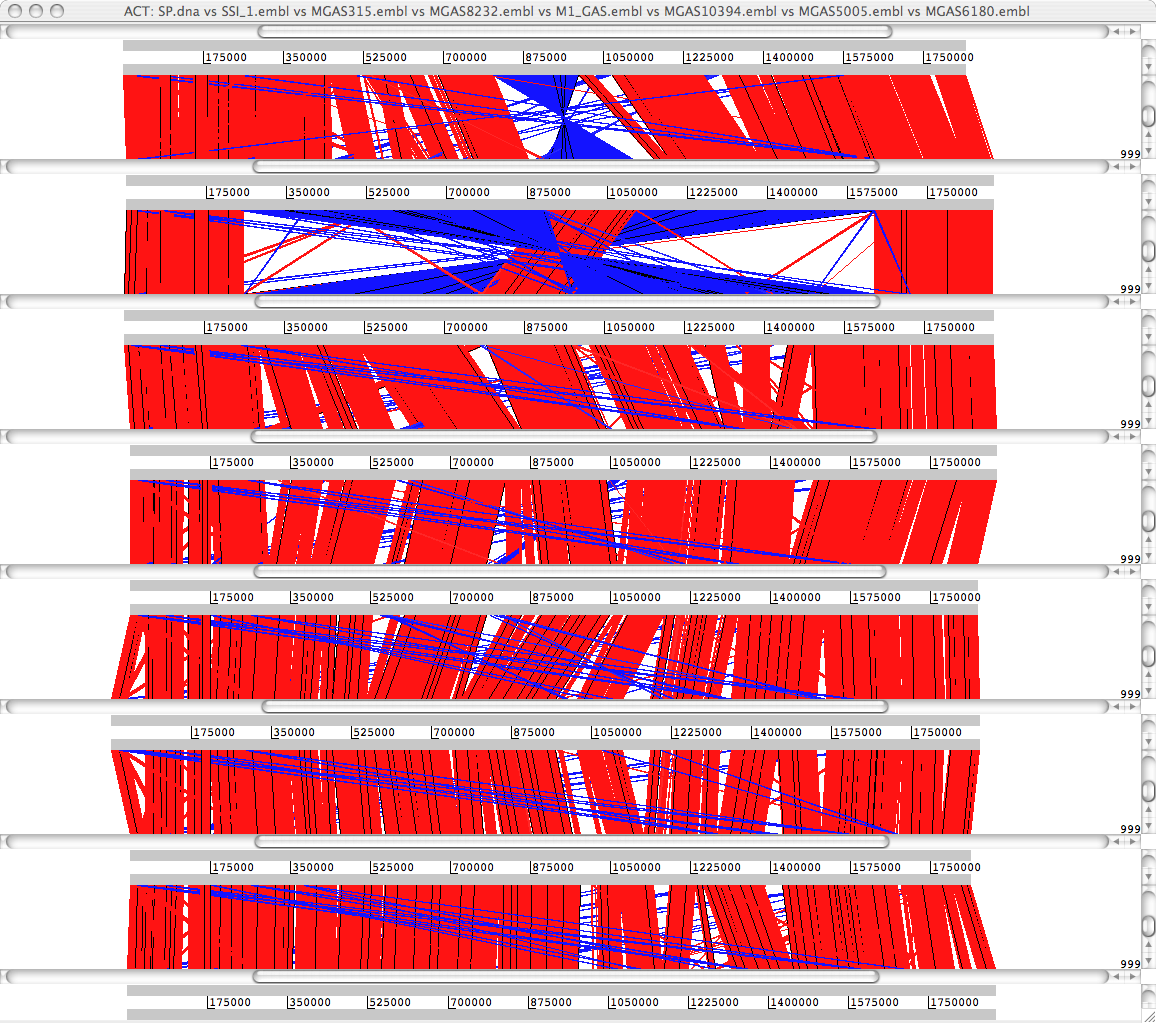 ACT: SP.dna vs SSI_1.embl vs MGAS315.embl vs MGAS8232.embl vs M1_GAS.embl vs MGAS10394.embl vs MGAS5005.embl vs MGAS6180.embl
175000 350000 525000 700000 875000 1050000 1225000 1400000 1575000 1750000
999
175000 350000 525000 700000 875000 1050000 1225000 1400000 1575000 1750000
999
175000 350000 525000 700000 875000 1050000 1225000 1400000 1575000 1750000
999
175000 350000 525000 700000 875000 1050000 1225000 1400000 1575000 1750000
999
175000 350000 525000 700000 875000 1050000 1225000 1400000 1575000 1750000
999
175000 350000 525000 700000 875000 1050000 1225000 1400000 1575000 1750000
999
175000 350000 525000 700000 875000 1050000 1225000 1400000 1575000 1750000
999
175000 350000 525000 700000 875000 1050000 1225000 1400000 1575000 1750000